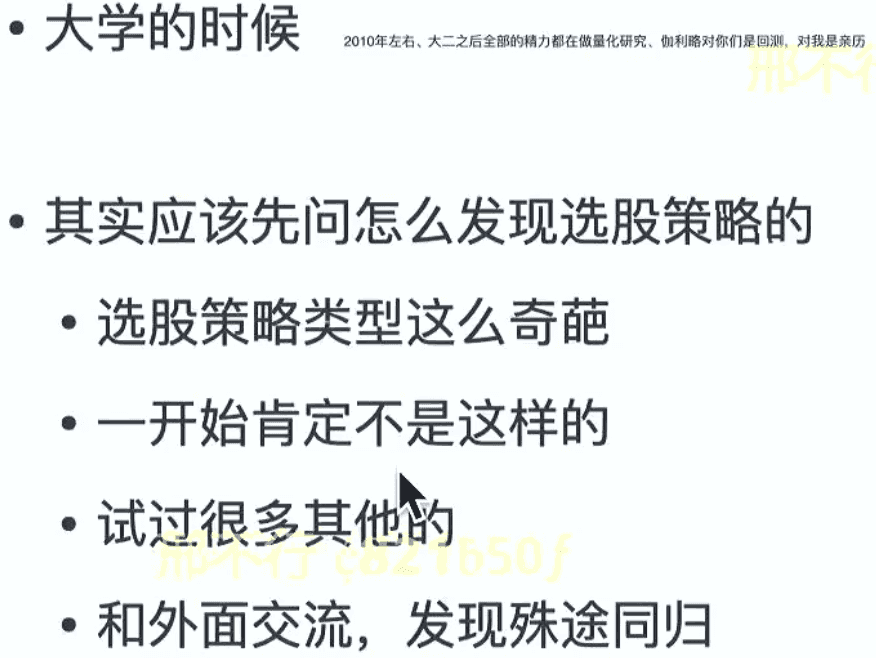 • 大学的时候 2010年左右、大二之后全部的精力都在做量化研究、伽利略对你们是回测，对我是亲历
邢不行
• 其实应该先问怎么发现选股策略的
• 选股策略类型这么奇葩
• 一开始肯定不是这样的
• 试过很多其他的
邢不行
• 和外面交流，发现殊途同归